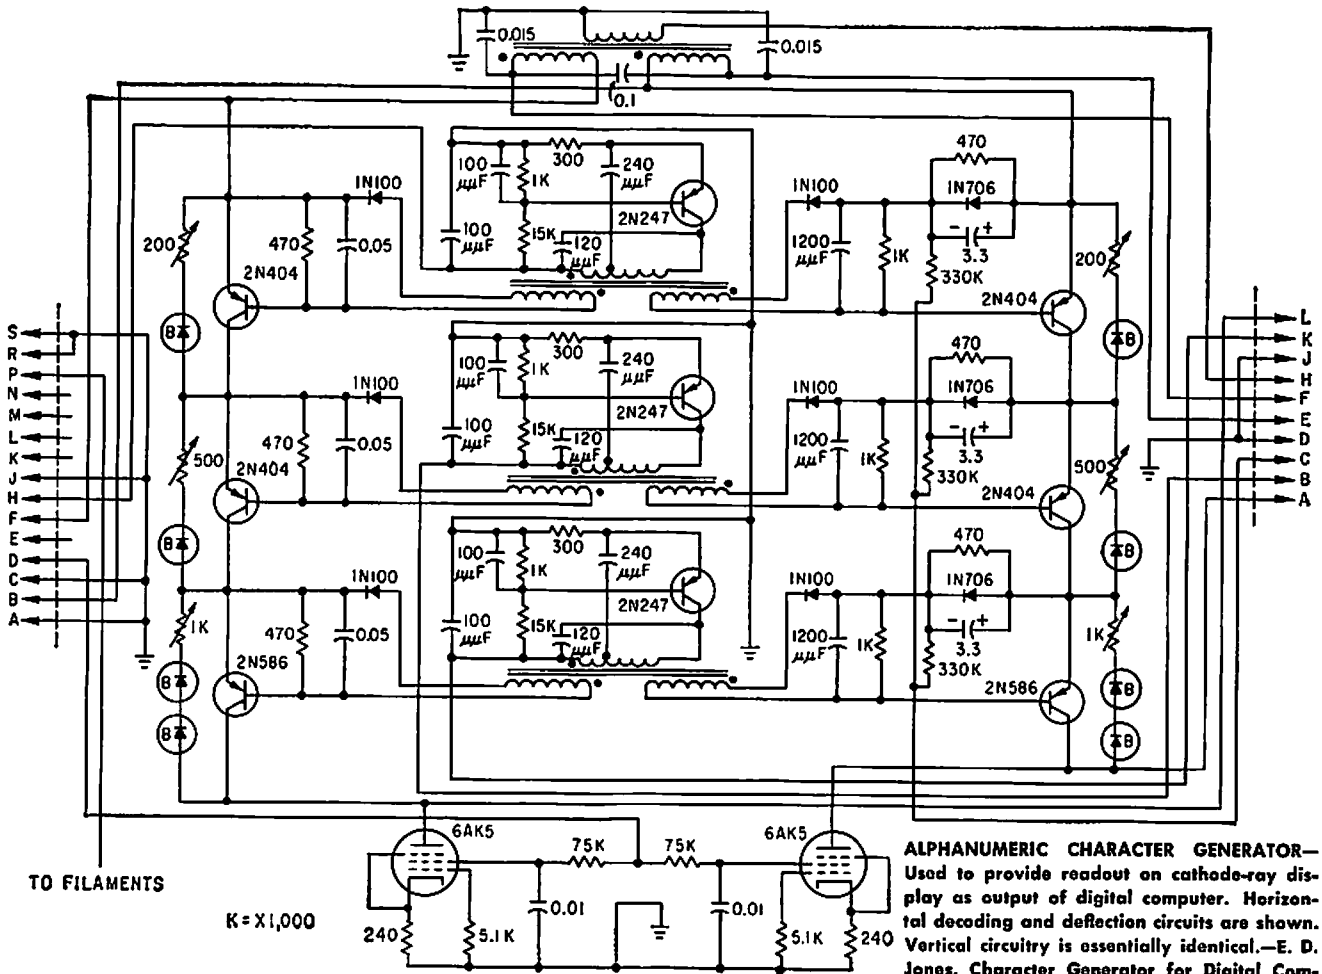 0.015
0.015
0.1
100 μμF
1K
300
240 μμF
2N247
100 μμF
15K
120 μμF
1N100
1N100
470
1N706
- +
3.3
200
470
0.05
1200 μμF
1K
330K
200
2N404
2N404
B
B
100 μμF
1K
300
240 μμF
2N247
100 μμF
15K
120 μμF
1N100
1N100
470
1N706
- +
3.3
500
470
0.05
1200 μμF
1K
330K
500
2N404
2N404
B
B
100 μμF
1K
300
240 μμF
2N247
100 μμF
15K
120 μμF
1N100
1N100
470
1N706
- +
3.3
1K
470
0.05
1200 μμF
1K
330K
1K
2N586
2N586
B
B
B
B
S
R
P
N
M
L
K
J
H
F
E
D
C
B
A
L
K
J
H
F
E
D
C
B
A
6AK5
75K
75K
6AK5
0.01
0.01
240
5.1K
5.1K
240
TO FILAMENTS
K=X1,000
ALPHANUMERIC CHARACTER GENERATOR—
Used to provide readout on cathode-ray dis-
play as output of digital computer. Horizon-
tal decoding and deflection circuits are shown.
Vertical circuitry is essentially identical.—E. D.
Jones, Character Generator for Digital Com-